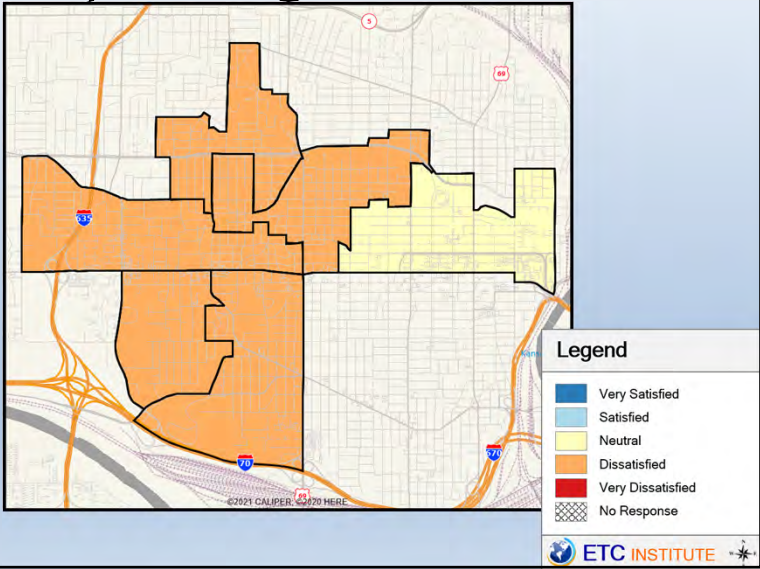 5
69
635
Legend
Very Satisfied
Satisfied
Neutral
Dissatisfied
Very Dissatisfied
No Response
70
670
69
©2021 CALIPER; ©2020 HERE
ETC INSTITUTE